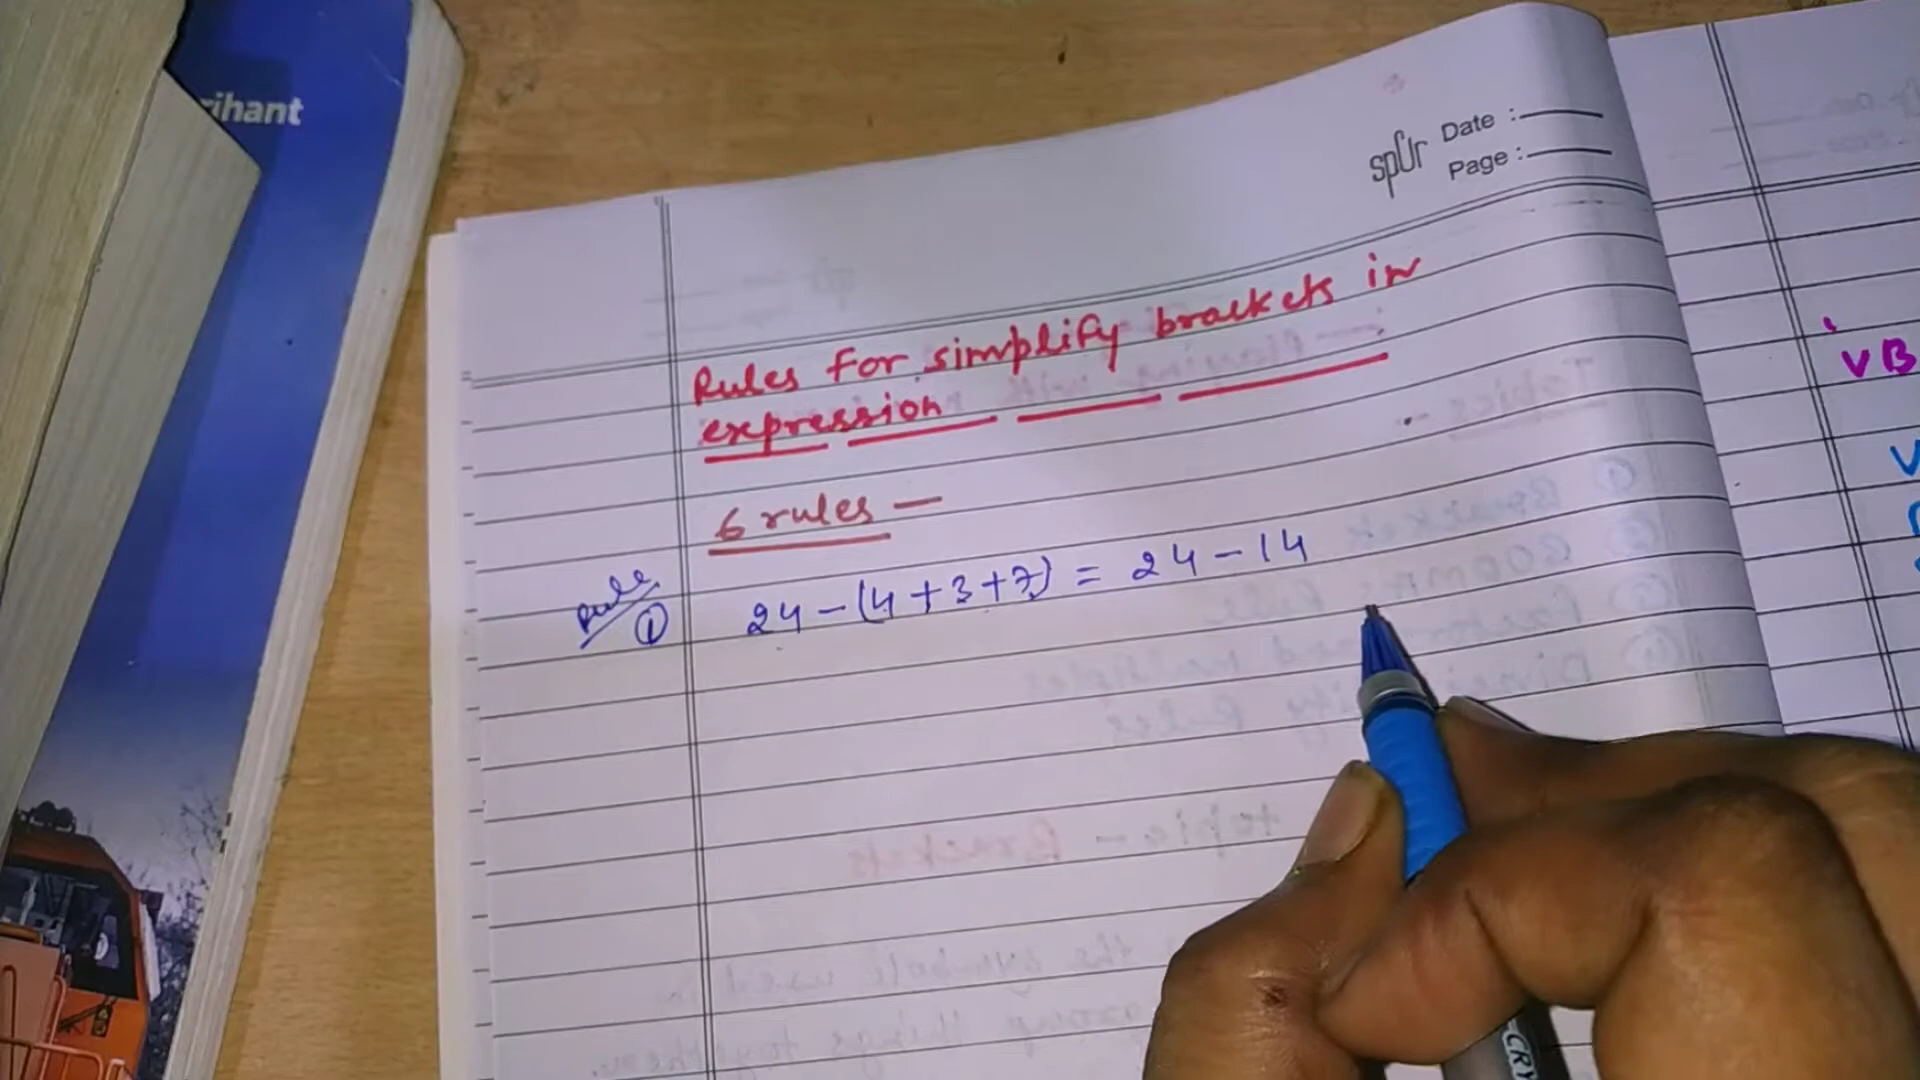 rihant
spUr Date :
Page :
Rules for simplify brackets in
expression
6 rules —
Rule
① 24 - (4 + 3 + 7) = 24 - 14
VB
V
CRY